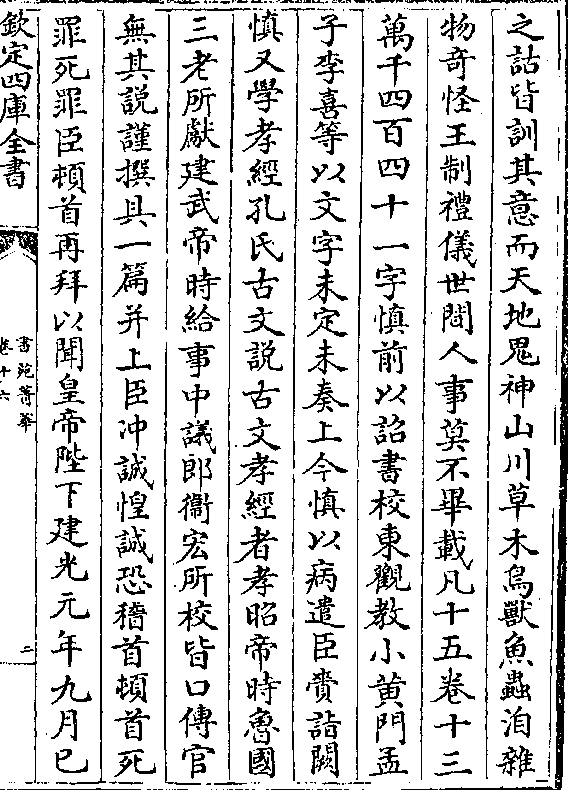 之詁皆訓其意而天地鬼神山川草木鳥獸魚蟲洎雜
物奇怪王制禮儀世間人事莫不畢載凡十五卷十三
萬千四百四十一字慎前以詔書校東觀教小黄門孟
子李喜等以文字未定未奏上今慎以病遣臣賫詣闕
慎又學孝經孔氏古文說古文孝經者孝昭帝時魯國
三老所獻建武帝時給事中議郎衞宏所校皆口傳官
無其説謹撰具一篇并上臣冲誠惶誠恐稽首頓首死
罪死罪臣頓首再拜以聞皇帝陛下建光元年九月已
欽定四庫全書
書苑菁華
卷十六
二